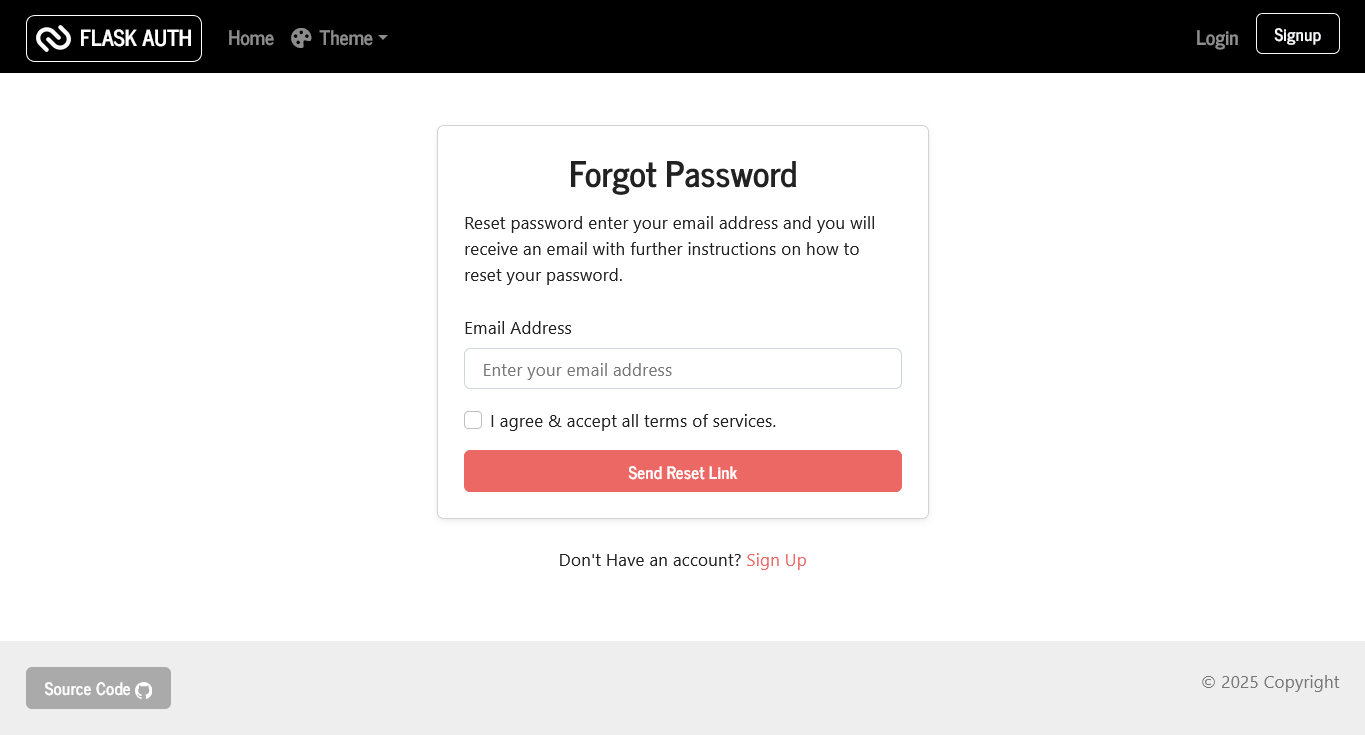 FLASK AUTH Home Theme Login Signup
Forgot Password
Reset password enter your email address and you will
receive an email with further instructions on how to
reset your password.
Email Address
Enter your email address
I agree & accept all terms of services.
Send Reset Link
Don't Have an account? Sign Up
Source Code © 2025 Copyright